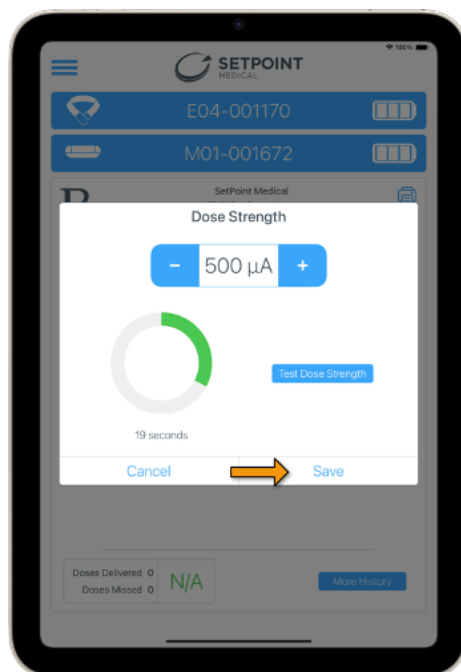 100%
SETPOINT
MEDICAL
E04-001170
M01-001672
SetPoint Medical
Dose Strength
− 500 µA +
Test Dose Strength
19 seconds
Cancel
Save
Doses Delivered 0
Doses Missed 0
N/A
More History